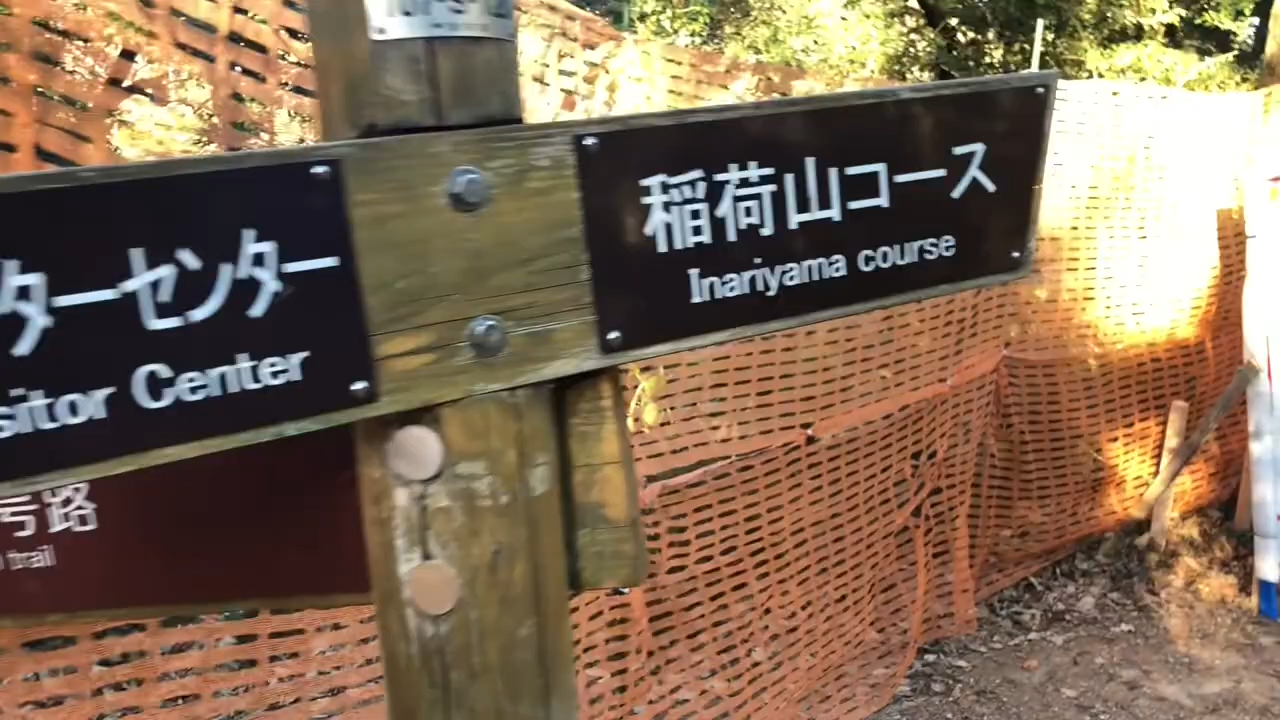 ターセンター
sitor Center
稲荷山コース
Inariyama course
路
trail